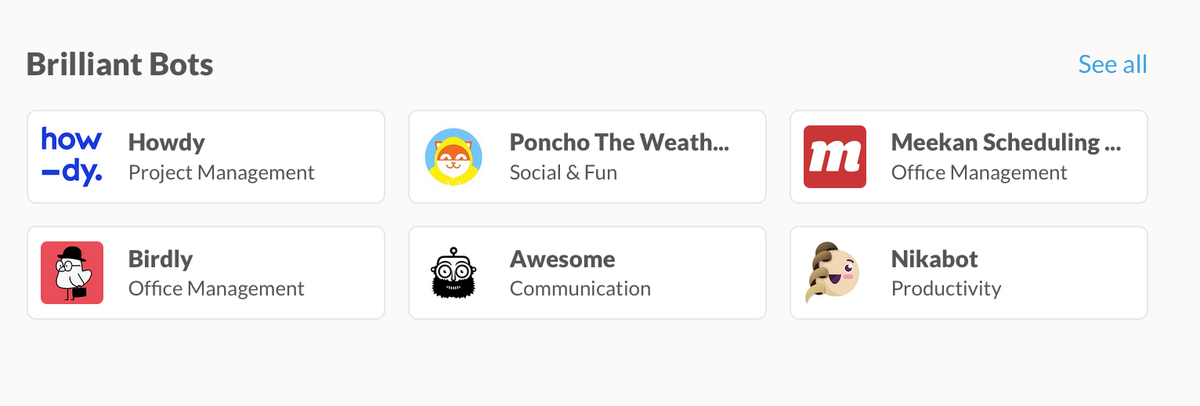 Brilliant Bots
See all
how
-dy.
Howdy
Project Management
Poncho The Weath...
Social & Fun
m
Meekan Scheduling ...
Office Management
Birdly
Office Management
Awesome
Communication
Nikabot
Productivity